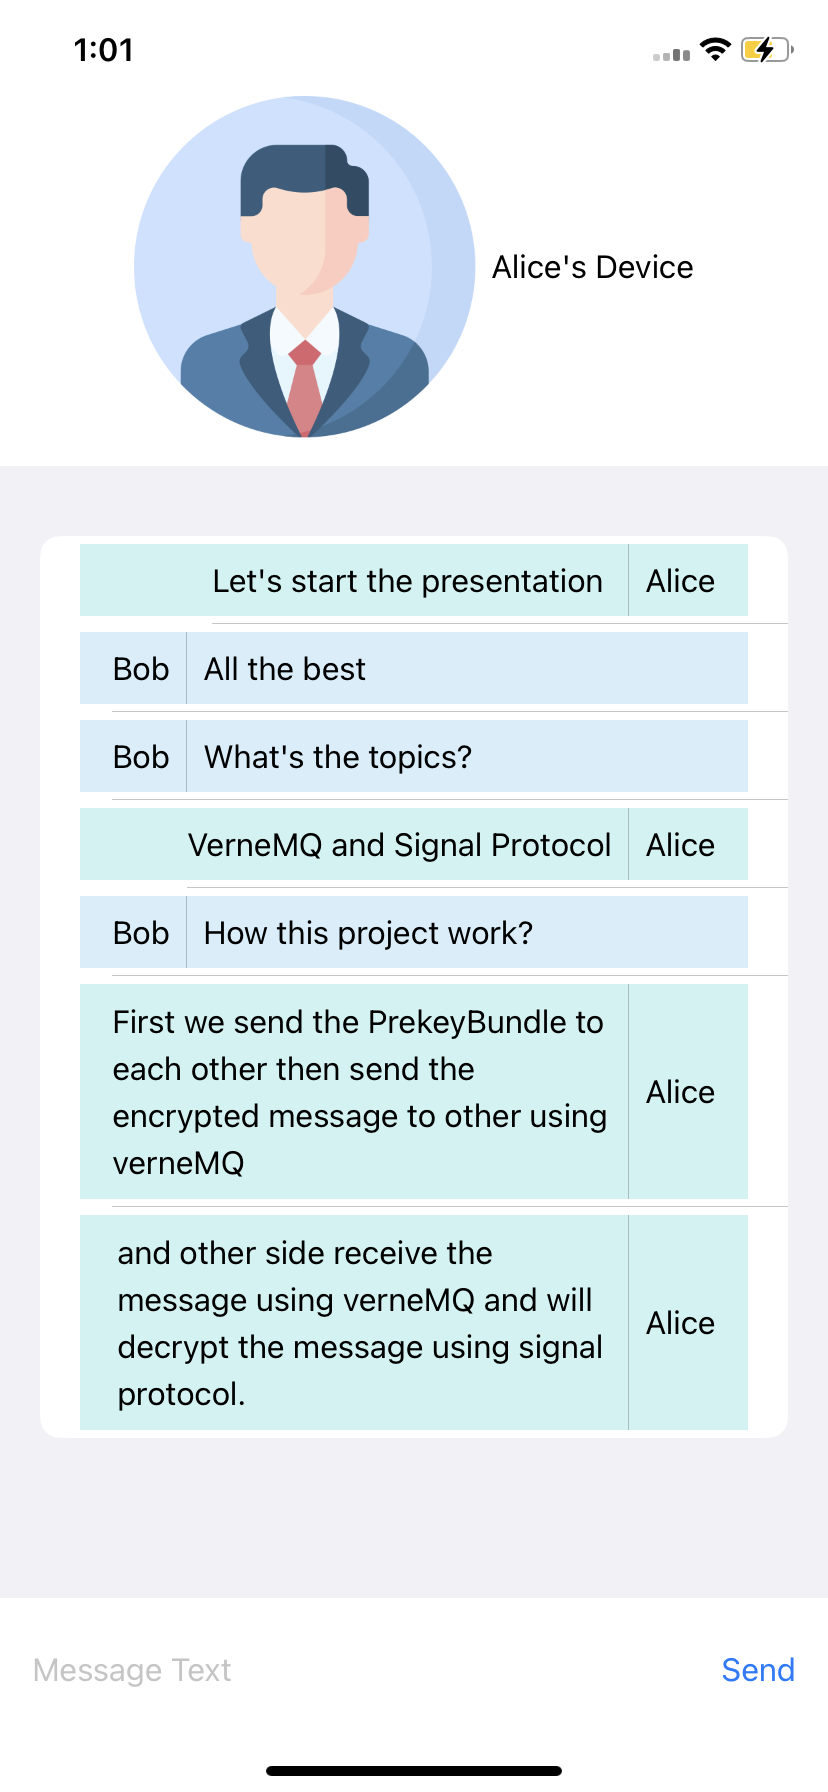 1:01
Alice's Device
Let's start the presentation Alice
Bob All the best
Bob What's the topics?
VerneMQ and Signal Protocol Alice
Bob How this project work?
First we send the PrekeyBundle to
each other then send the
encrypted message to other using
verneMQ
Alice
and other side receive the
message using verneMQ and will
decrypt the message using signal
protocol.
Alice
Message Text Send